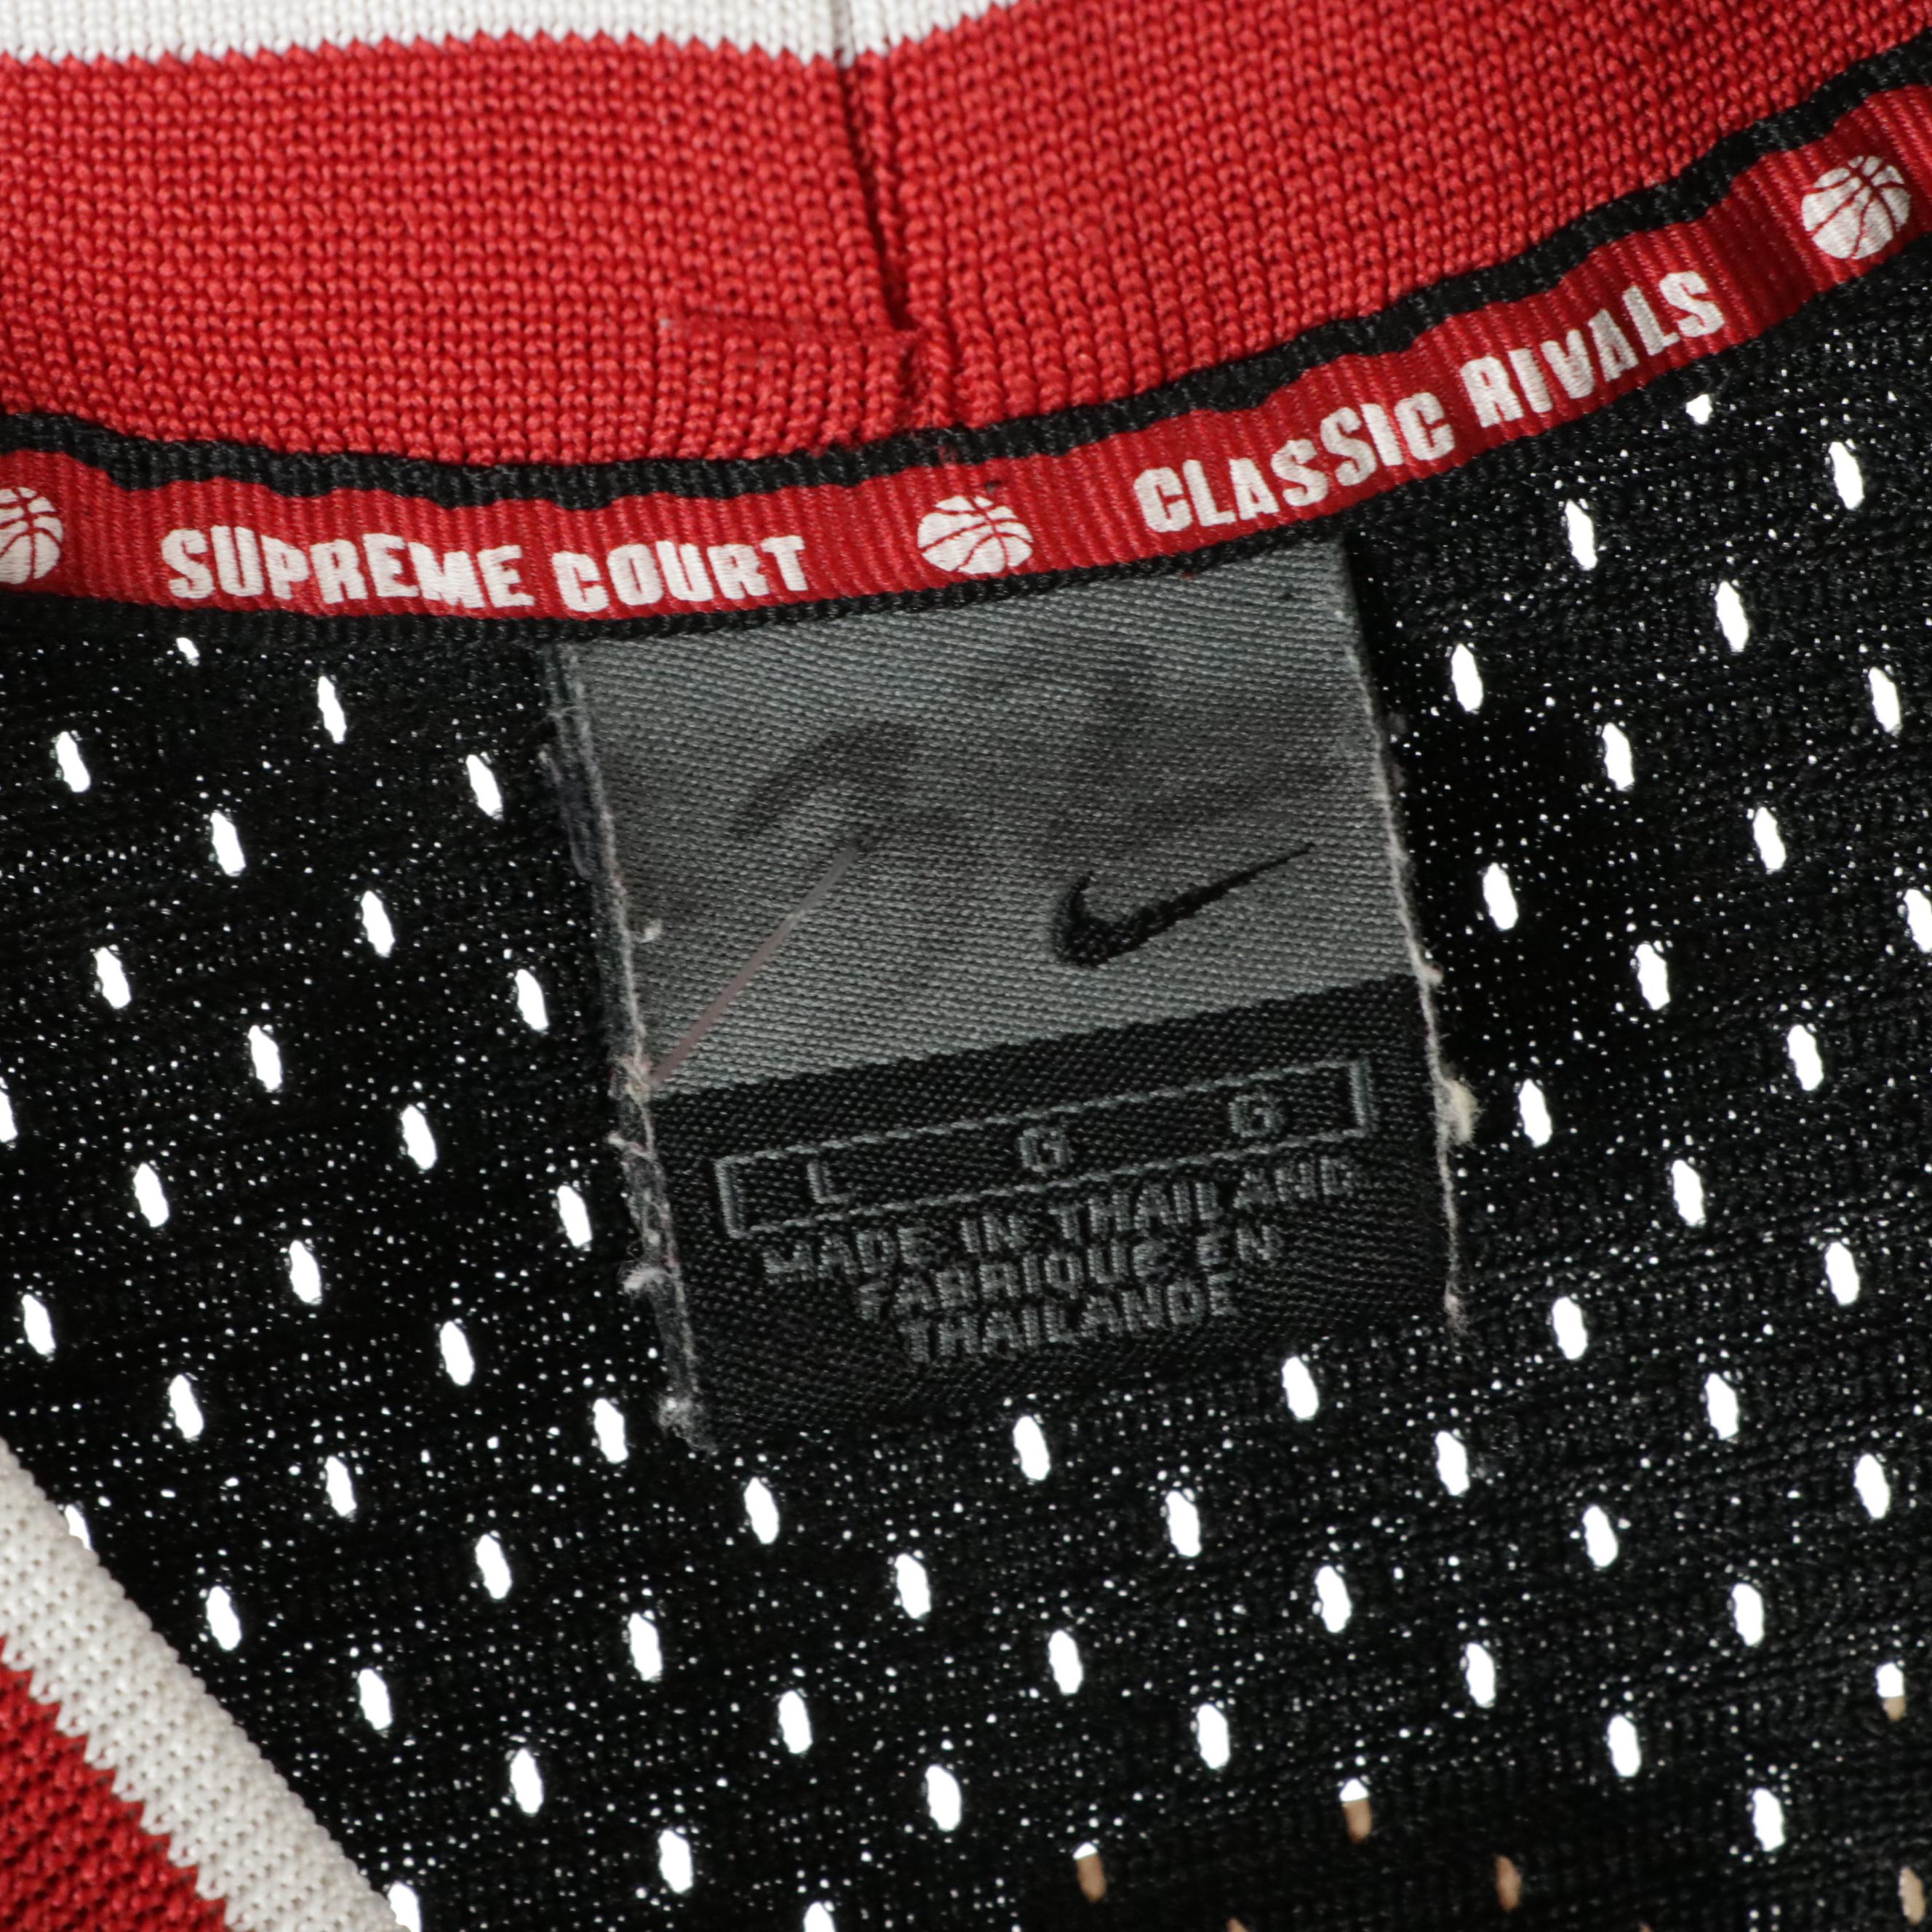 SUPREME COURT CLASSIC RIVALS
L G G
MADE IN THAILAND
FABRIQUE EN
THAILANDE